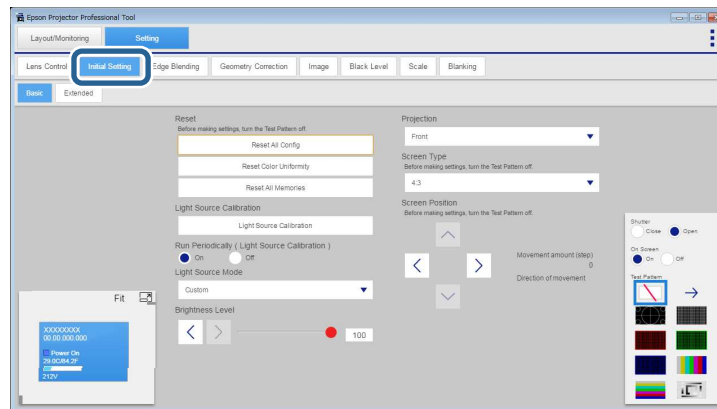 Epson Projector Professional Tool
Layout/Monitoring Setting
Lens Control Initial Setting Edge Blending Geometry Correction Image Black Level Scale Blanking
Basic Extended
Reset
Before making settings, turn the Test Pattern off.
Reset All Config
Reset Color Uniformity
Reset All Memories
Light Source Calibration
Light Source Calibration
Run Periodically ( Light Source Calibration )
On Off
Light Source Mode
Custom
Brightness Level
100
Projection
Front
Screen Type
Before making settings, turn the Test Pattern off.
4:3
Screen Position
Before making settings, turn the Test Pattern off.
Movement amount (step)
0
Direction of movement
Shutter
Close Open
On Screen
On Off
Test Pattern
Fit
XXXXXXXX
00.00.000.000
Power On
29.0C/84.2F
212V